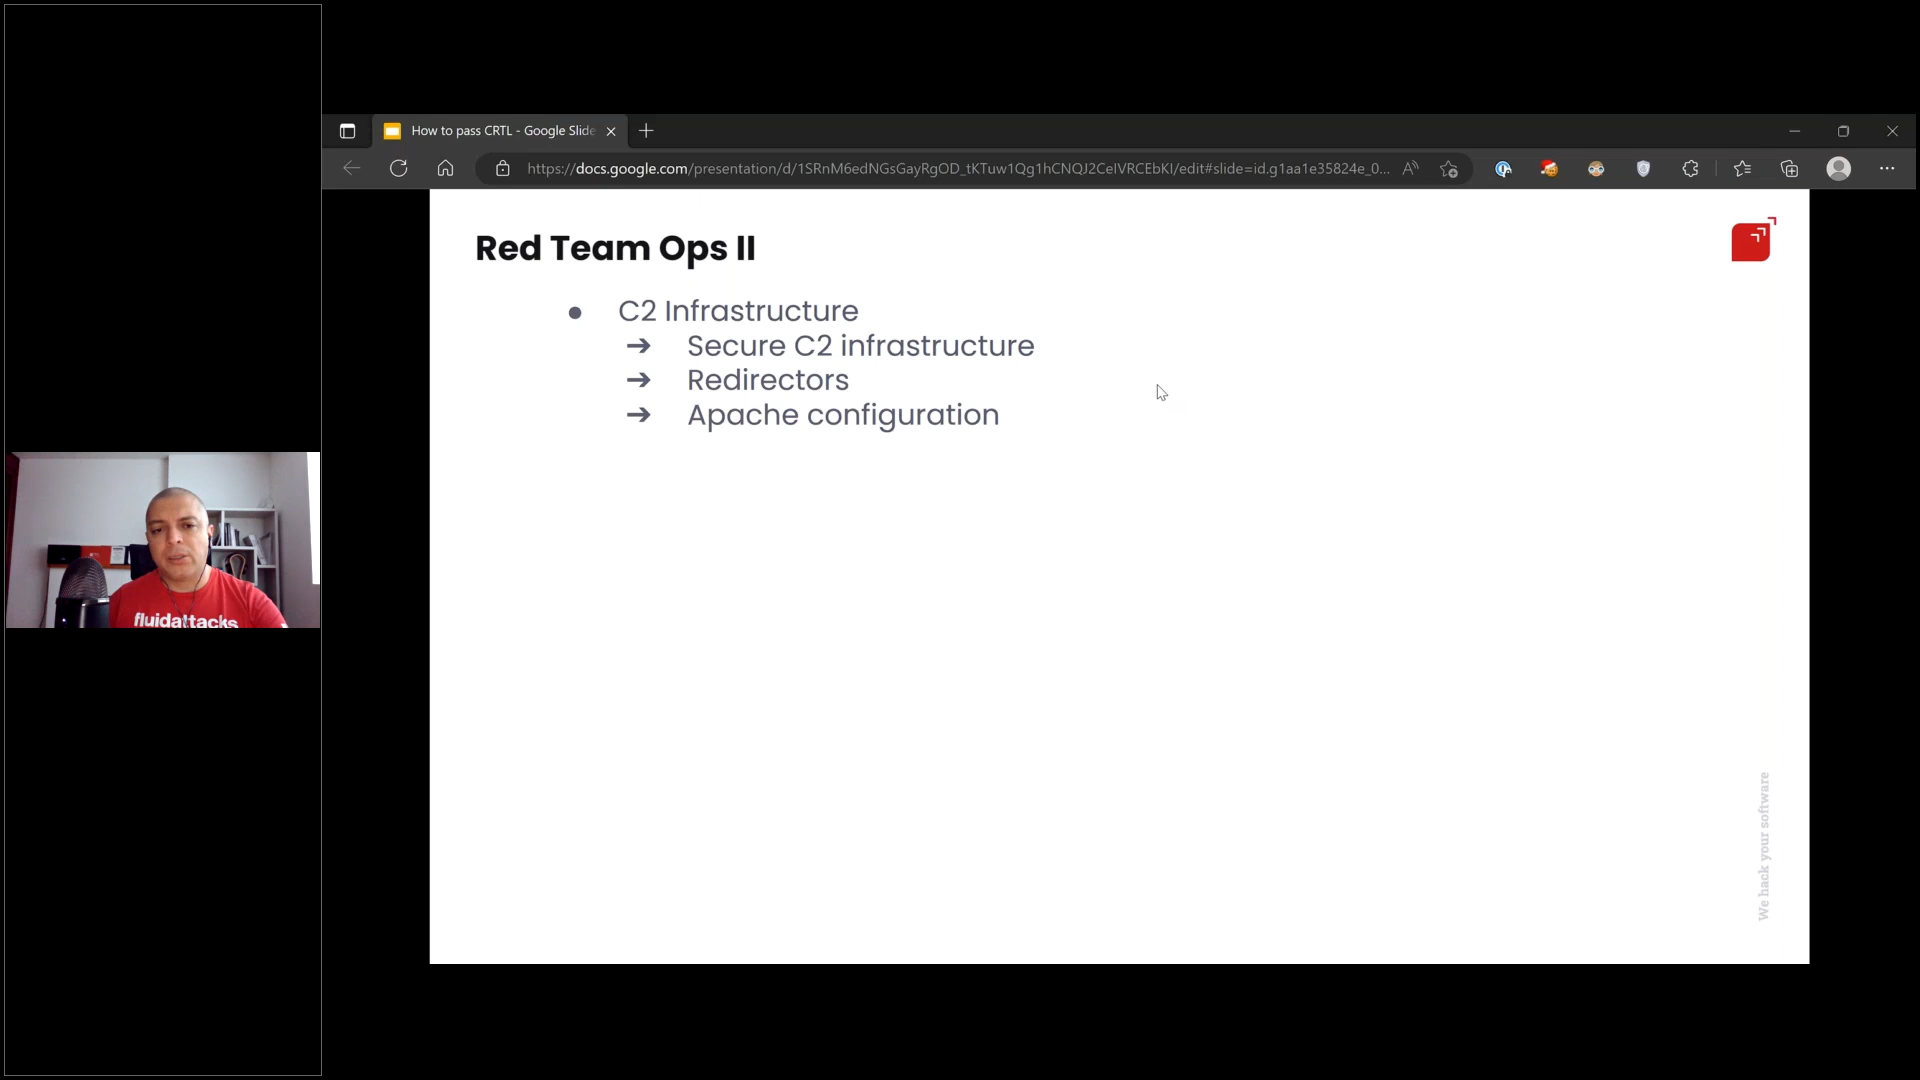 How to pass CRTL - Google Slide
https://docs.google.com/presentation/d/1SRnM6edNGsGayRgOD_tKTuw1Qg1hCNQJ2CeIVRCEbKI/edit#slide=id.g1aa1e35824e_0...
Red Team Ops II
● C2 Infrastructure
➔ Secure C2 infrastructure
➔ Redirectors
➔ Apache configuration
fluidattacks
We hack your software